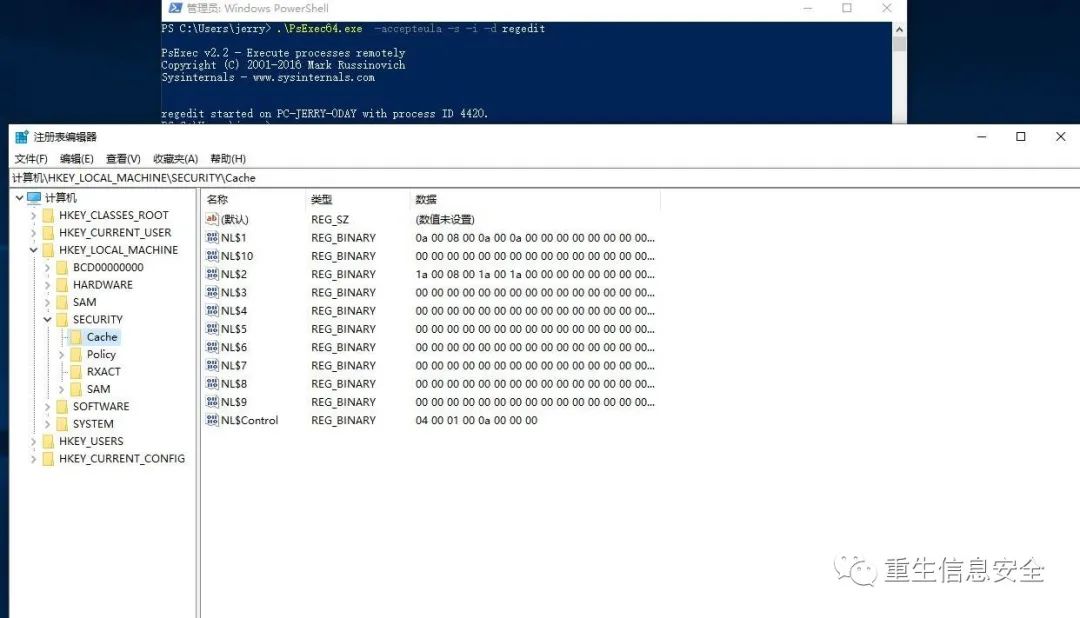 管理员: Windows PowerShell
PS C:\Users\jerry> .\PsExec64.exe -accepteula -s -i -d regedit
PsExec v2.2 - Execute processes remotely
Copyright (C) 2001-2016 Mark Russinovich
Sysinternals - www.sysinternals.com
regedit started on PC-JERRY-0DAY with process ID 4420.
注册表编辑器
文件(F) 编辑(E) 查看(V) 收藏夹(A) 帮助(H)
计算机\HKEY_LOCAL_MACHINE\SECURITY\Cache
计算机
HKEY_CLASSES_ROOT
HKEY_CURRENT_USER
HKEY_LOCAL_MACHINE
BCD00000000
HARDWARE
SAM
SECURITY
Cache
Policy
RXACT
SAM
SOFTWARE
SYSTEM
HKEY_USERS
HKEY_CURRENT_CONFIG
名称 类型 数据
(默认) REG_SZ (数值未设置)
NL$1 REG_BINARY 0a 00 08 00 0a 00 0a 00 00 00 00 00 00 00 00...
NL$10 REG_BINARY 00 00 00 00 00 00 00 00 00 00 00 00 00 00 00...
NL$2 REG_BINARY 1a 00 08 00 1a 00 1a 00 00 00 00 00 00 00 00...
NL$3 REG_BINARY 00 00 00 00 00 00 00 00 00 00 00 00 00 00 00...
NL$4 REG_BINARY 00 00 00 00 00 00 00 00 00 00 00 00 00 00 00...
NL$5 REG_BINARY 00 00 00 00 00 00 00 00 00 00 00 00 00 00 00...
NL$6 REG_BINARY 00 00 00 00 00 00 00 00 00 00 00 00 00 00 00...
NL$7 REG_BINARY 00 00 00 00 00 00 00 00 00 00 00 00 00 00 00...
NL$8 REG_BINARY 00 00 00 00 00 00 00 00 00 00 00 00 00 00 00...
NL$9 REG_BINARY 00 00 00 00 00 00 00 00 00 00 00 00 00 00 00...
NL$Control REG_BINARY 04 00 01 00 0a 00 00 00
重生信息安全